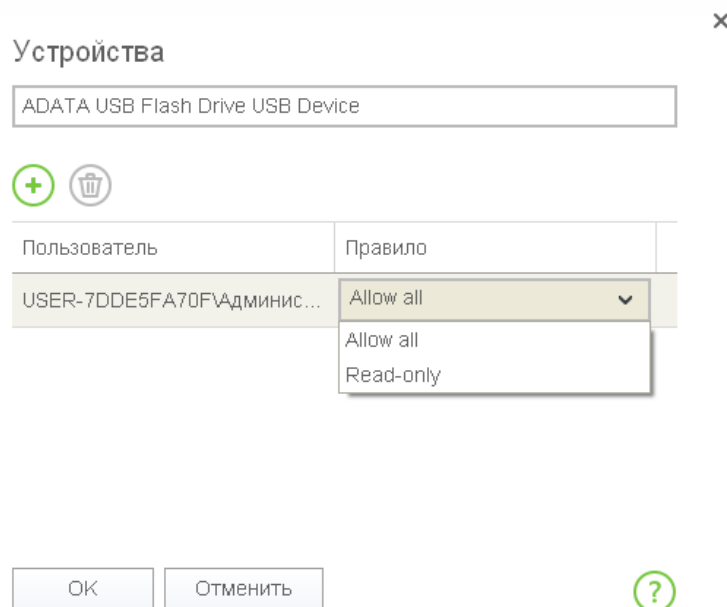 Устройства
ADATA USB Flash Drive USB Device
Пользователь Правило
USER-7DDE5FA70F\Админис... Allow all
Allow all
Read-only
OK Отменить
?